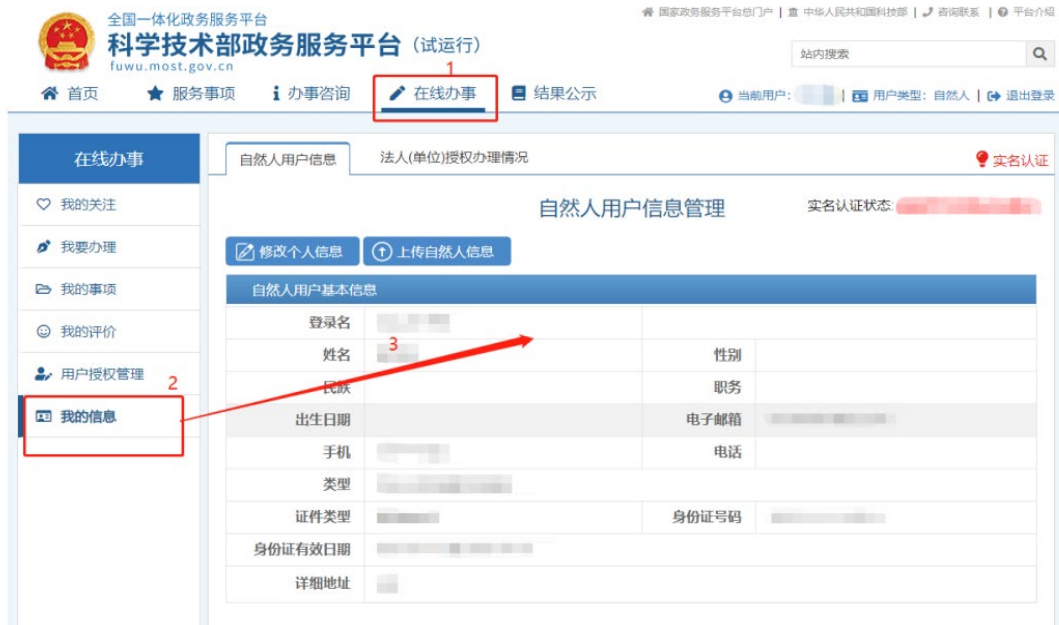 全国一体化政务服务平台
国家政务服务平台总门户 | 中华人民共和国科技部 | 咨询联系 | 平台介绍
科学技术部政务服务平台（试运行）
fuwu.most.gov.cn
站内搜索
1
首页 服务事项 办事咨询 在线办事 结果公示
当前用户: | 用户类型: 自然人 | 退出登录
在线办事
我的关注
我要办理
我的事项
我的评价
用户授权管理
2
我的信息
自然人用户信息 法人(单位)授权办理情况 实名认证
自然人用户信息管理 实名认证状态:
修改个人信息 上传自然人信息
自然人用户基本信息
登录名
3
姓名 性别
民族 职务
出生日期 电子邮箱
手机 电话
类型
证件类型 身份证号码
身份证有效日期
详细地址